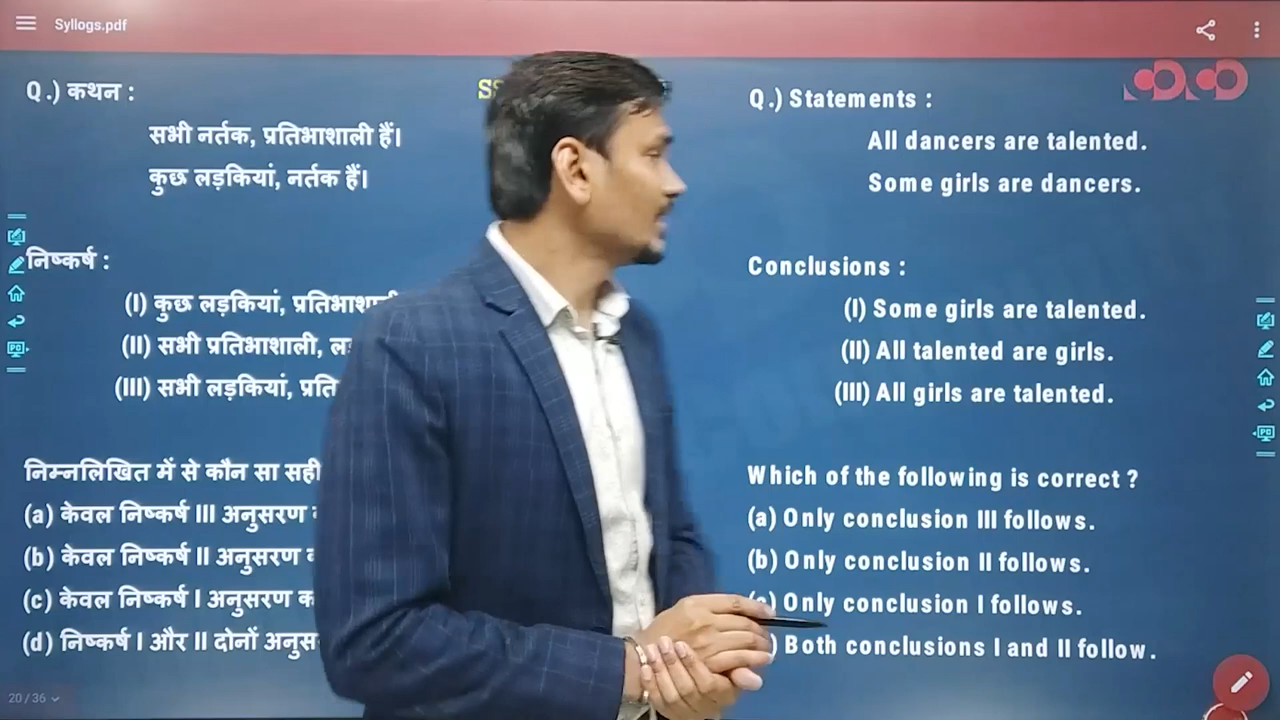 Syllogs.pdf
Q.) कथन :
सभी नर्तक, प्रतिभाशाली हैं।
कुछ लड़कियां, नर्तक हैं।
निष्कर्ष :
(I) कुछ लड़कियां,
(II) सभी प्रतिभाशाली,
(III) सभी लड़कियां,
निम्नलिखित में से कौन सा सही
(a) केवल निष्कर्ष III अनुसरण
(b) केवल निष्कर्ष II अनुसरण
(c) केवल निष्कर्ष I अनुसरण
(d) निष्कर्ष I और II दोनों
20 / 36
Q.) Statements :
All dancers are talented.
Some girls are dancers.
Conclusions :
(I) Some girls are talented.
(II) All talented are girls.
(III) All girls are talented.
Which of the following is correct ?
(a) Only conclusion III follows.
(b) Only conclusion II follows.
Only conclusion I follows.
Both conclusions I and II follow.